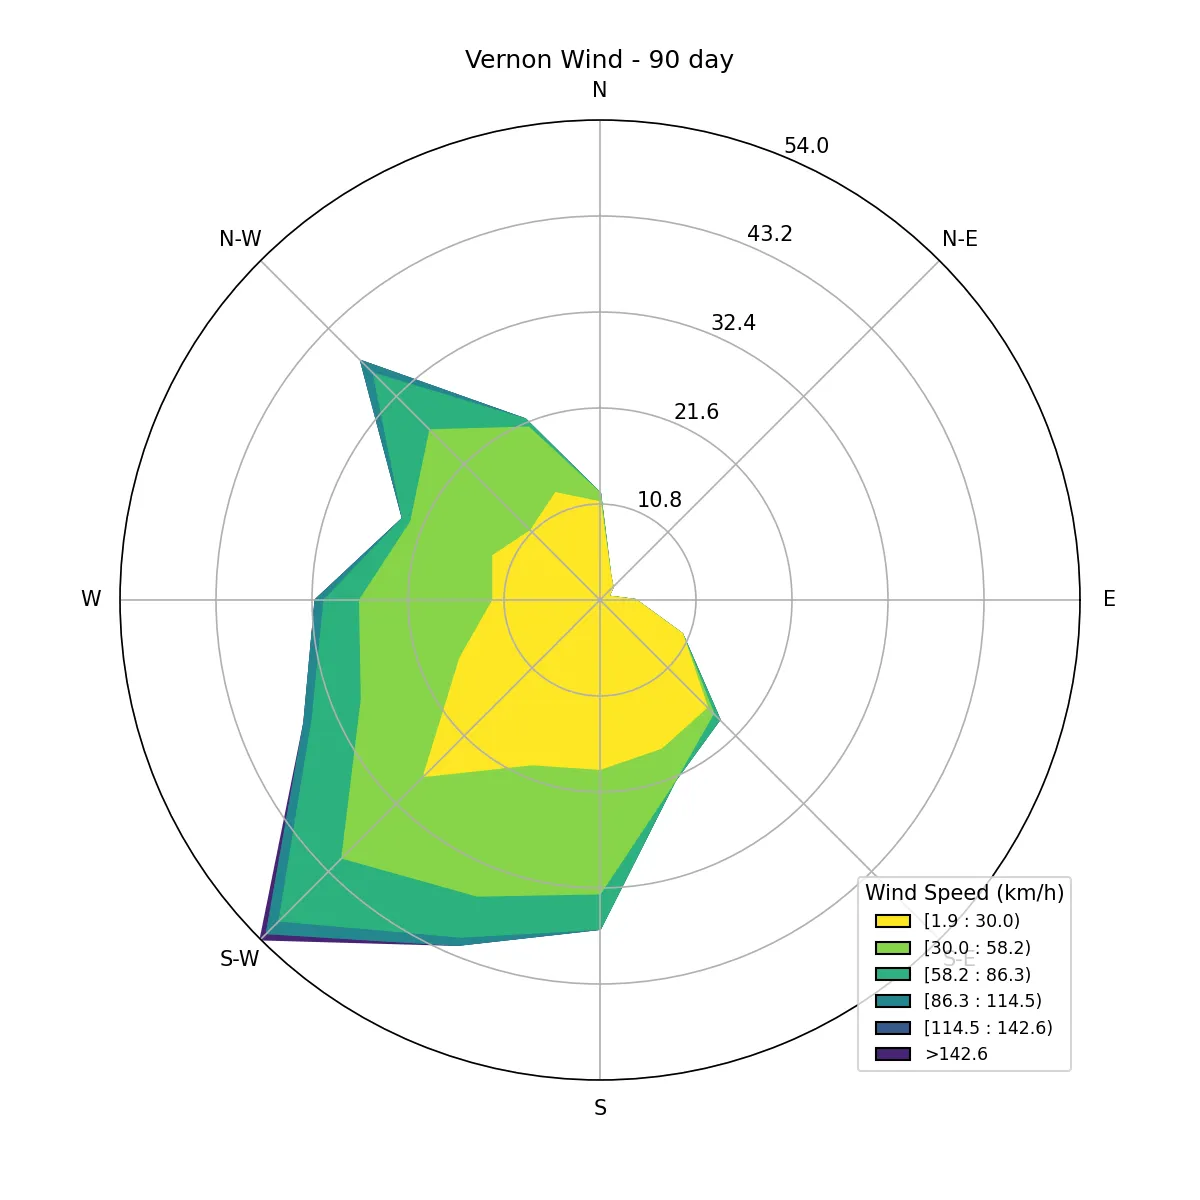 Vernon Wind - 90 day
N
54.0
43.2
N-W
N-E
32.4
21.6
10.8
W
E
Wind Speed (km/h)
[1.9 : 30.0)
[30.0 : 58.2)
S-W
S-E
[58.2 : 86.3)
[86.3 : 114.5)
[114.5 : 142.6)
>142.6
S